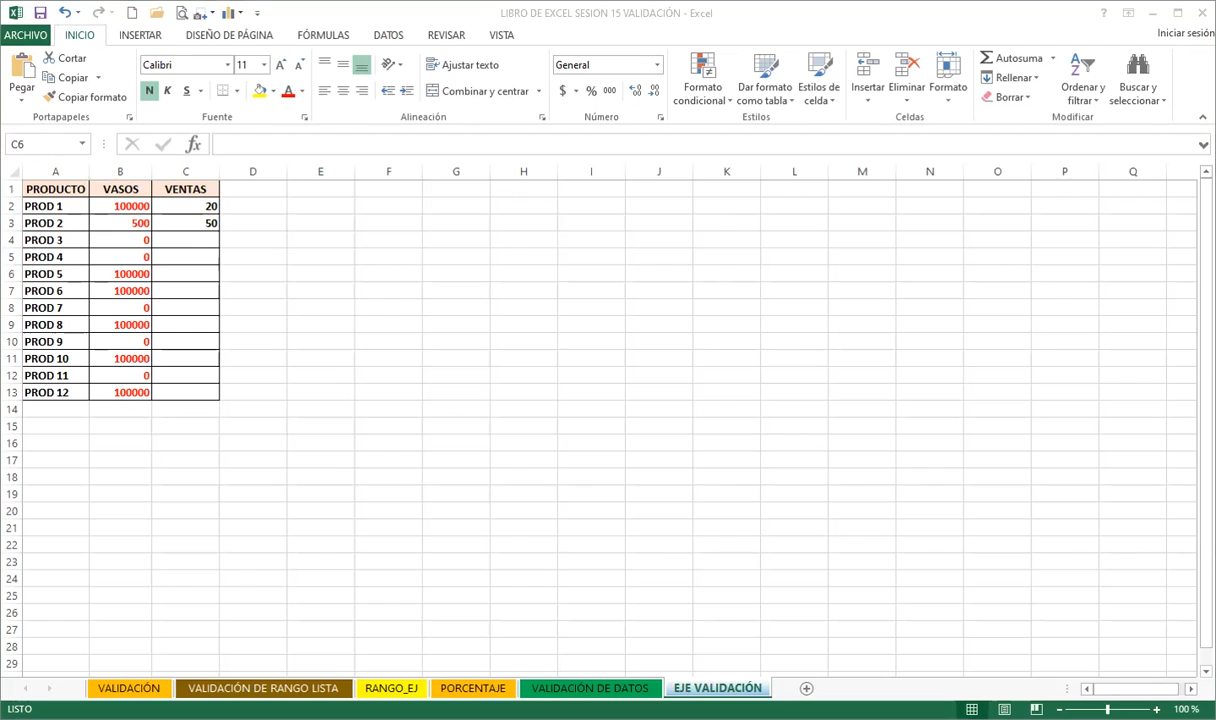 LIBRO DE EXCEL SESION 15 VALIDACIÓN - Excel
ARCHIVO INICIO INSERTAR DISEÑO DE PÁGINA FÓRMULAS DATOS REVISAR VISTA Iniciar sesión
Pegar
Cortar
Copiar
Copiar formato
Portapapeles
Calibri 11
N K S
Fuente
Ajustar texto
Combinar y centrar
Alineación
General
$ % 000
Número
Formato condicional
Dar formato como tabla
Estilos de celda
Estilos
Insertar Eliminar Formato
Celdas
Autosuma
Rellenar
Borrar
Ordenar y filtrar
Buscar y seleccionar
Modificar
C6 fx
A B C D E F G H I J K L M N O P Q
1 PRODUCTO VASOS VENTAS
2 PROD 1 100000 20
3 PROD 2 500 50
4 PROD 3 0
5 PROD 4 0
6 PROD 5 100000
7 PROD 6 100000
8 PROD 7 0
9 PROD 8 100000
10 PROD 9 0
11 PROD 10 100000
12 PROD 11 0
13 PROD 12 100000
14
15
16
17
18
19
20
21
22
23
24
25
26
27
28
29
VALIDACIÓN VALIDACIÓN DE RANGO LISTA RANGO_EJ PORCENTAJE VALIDACIÓN DE DATOS EJE VALIDACIÓN
LISTO 100 %